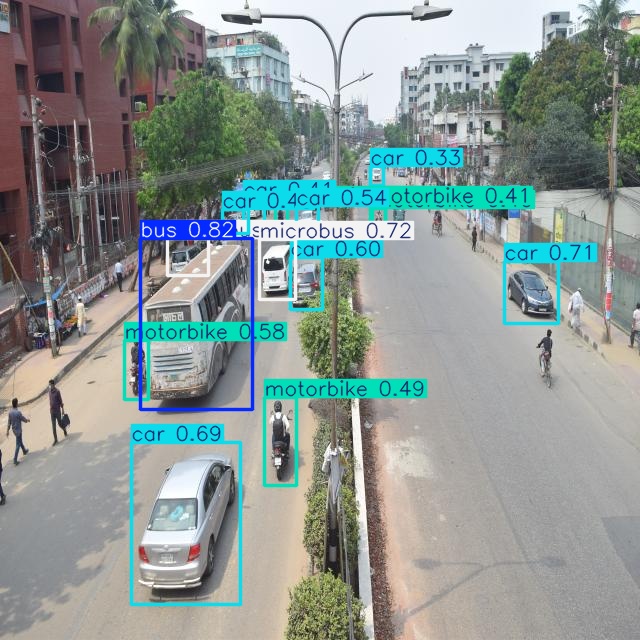 car 0.33
car 0.41
car 0.4
car 0.54
otorbike 0.41
bus 0.82
microbus 0.72
car 0.60
car 0.71
motorbike 0.58
motorbike 0.49
car 0.69